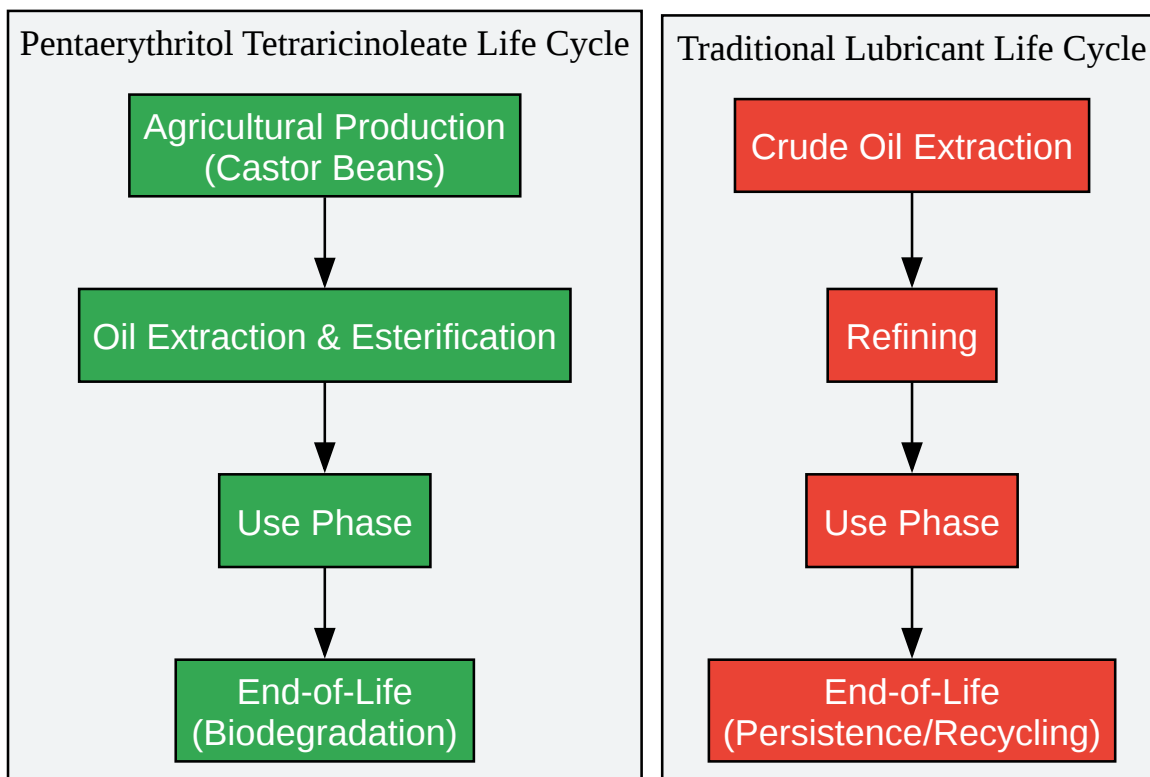 Pentaerythritol Tetraricinoleate Life Cycle
Agricultural Production
(Castor Beans)
Oil Extraction & Esterification
Use Phase
End-of-Life
(Biodegradation)
Traditional Lubricant Life Cycle
Crude Oil Extraction
Refining
Use Phase
End-of-Life
(Persistence/Recycling)